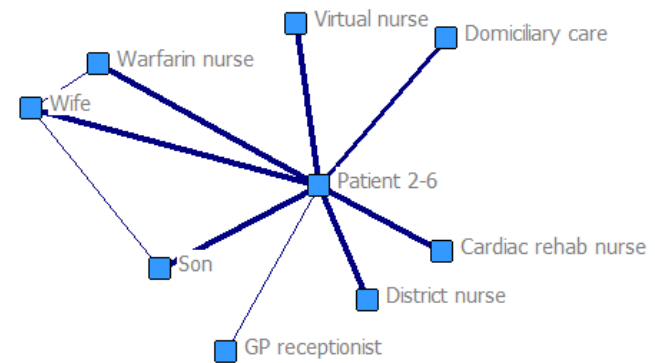 Virtual nurse
Domiciliary care
Warfarin nurse
Wife
Patient 2-6
Cardiac rehab nurse
Son
District nurse
GP receptionist